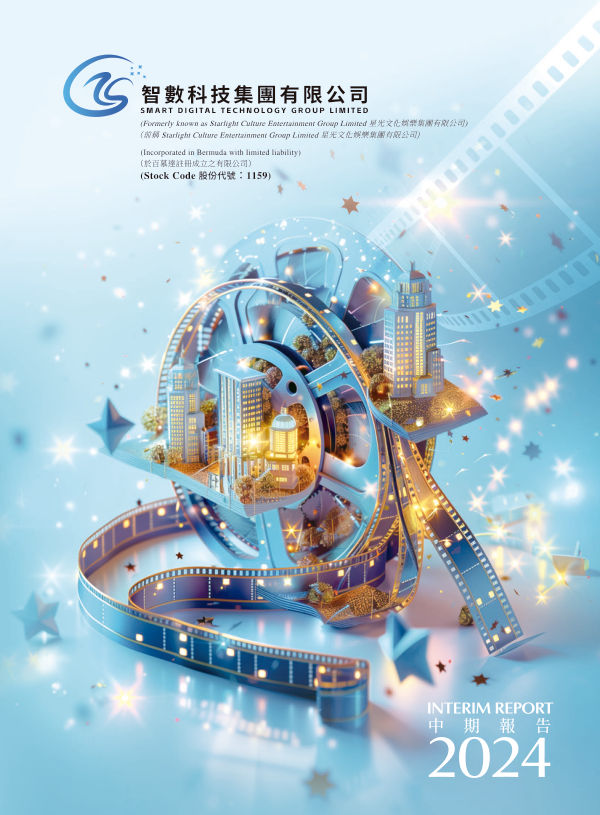 智數科技集團有限公司
SMART DIGITAL TECHNOLOGY GROUP LIMITED
(Formerly known as Starlight Culture Entertainment Group Limited 星光文化娛樂集團有限公司)
(前稱 Starlight Culture Entertainment Group Limited 星光文化娛樂集團有限公司)
(Incorporated in Bermuda with limited liability)
(於百慕達註冊成立之有限公司)
(Stock Code 股份代號：1159)
INTERIM REPORT
中期報告
2024